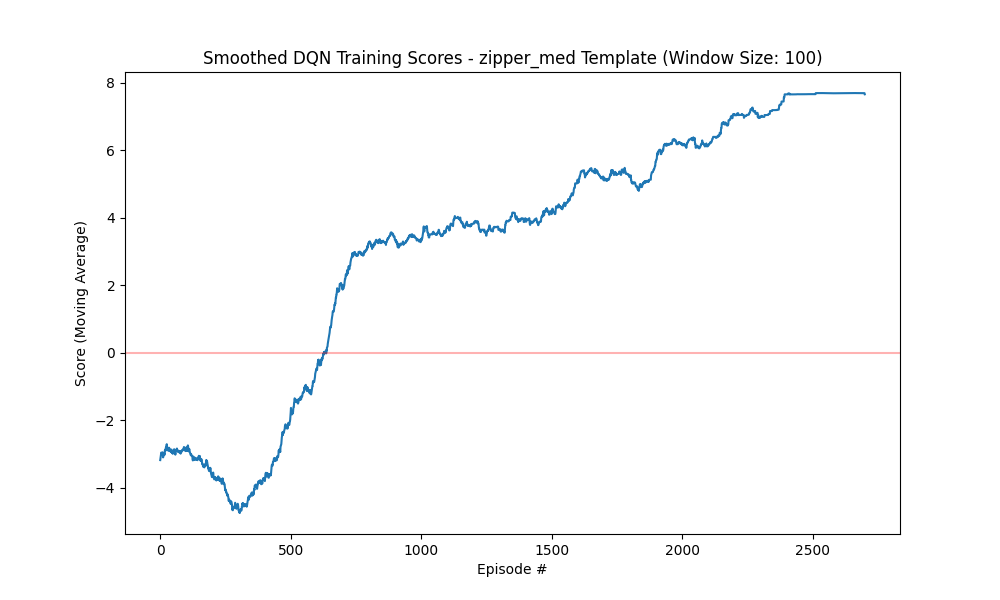 Smoothed DQN Training Scores - zipper_med Template (Window Size: 100)
8
6
4
2
0
−2
−4
Score (Moving Average)
0 500 1000 1500 2000 2500
Episode #